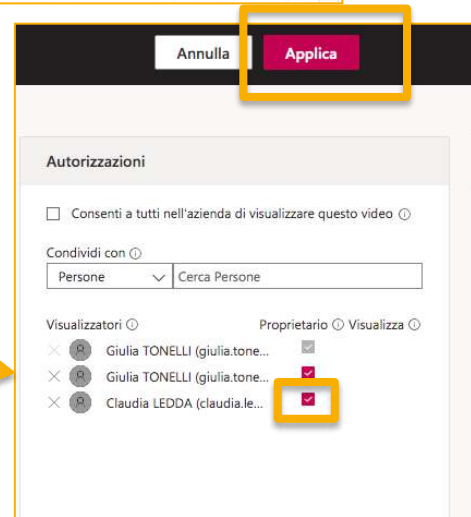 Annulla Applica
Autorizzazioni
Consenti a tutti nell'azienda di visualizzare questo video
Condividi con
Persone Cerca Persone
Visualizzatori Proprietario Visualizza
Giulia TONELLI (giulia.tone...
Giulia TONELLI (giulia.tone...
Claudia LEDDA (claudia.le...